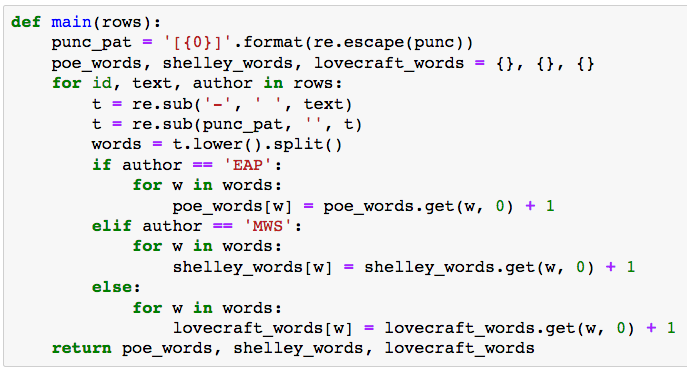 def main(rows):
    punc_pat = '[{0}]'.format(re.escape(punc))
    poe_words, shelley_words, lovecraft_words = {}, {}, {}
    for id, text, author in rows:
        t = re.sub('-', ' ', text)
        t = re.sub(punc_pat, '', t)
        words = t.lower().split()
        if author == 'EAP':
            for w in words:
                poe_words[w] = poe_words.get(w, 0) + 1
        elif author == 'MWS':
            for w in words:
                shelley_words[w] = shelley_words.get(w, 0) + 1
        else:
            for w in words:
                lovecraft_words[w] = lovecraft_words.get(w, 0) + 1
    return poe_words, shelley_words, lovecraft_words